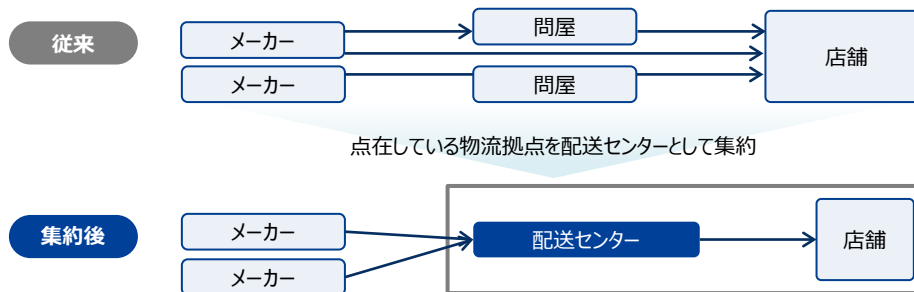 従来
メーカー
問屋
店舗
メーカー
問屋
点在している物流拠点を配送センターとして集約
集約後
メーカー
配送センター
店舗
メーカー